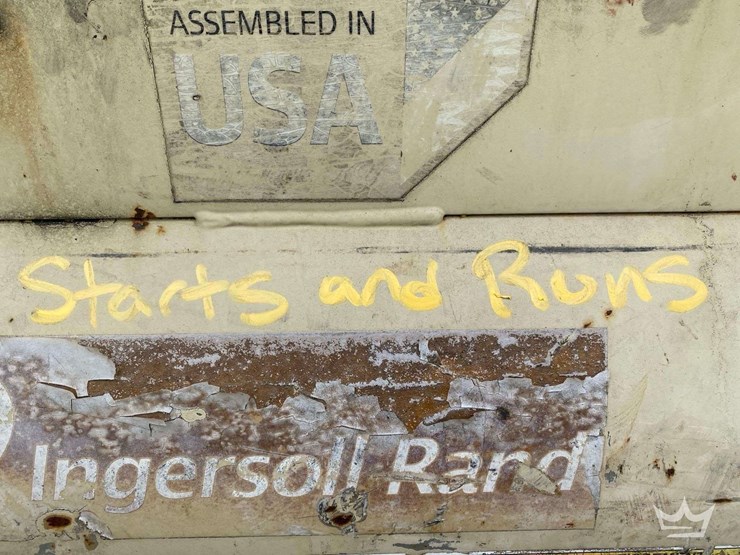 ASSEMBLED IN
USA
Starts and Runs
Ingersoll Rand